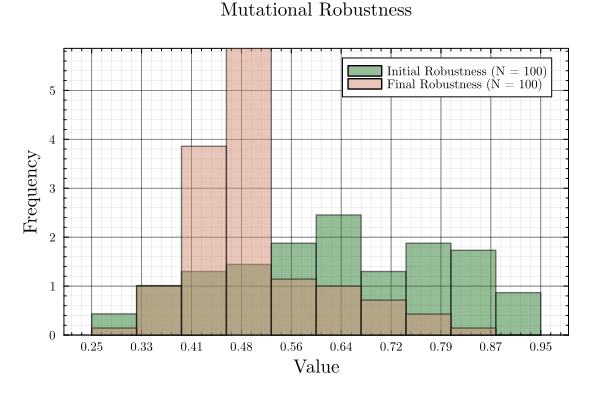 Mutational Robustness
Initial Robustness (N = 100)
Final Robustness (N = 100)
Frequency
5
4
3
2
1
0
0.25 0.33 0.41 0.48 0.56 0.64 0.72 0.79 0.87 0.95
Value